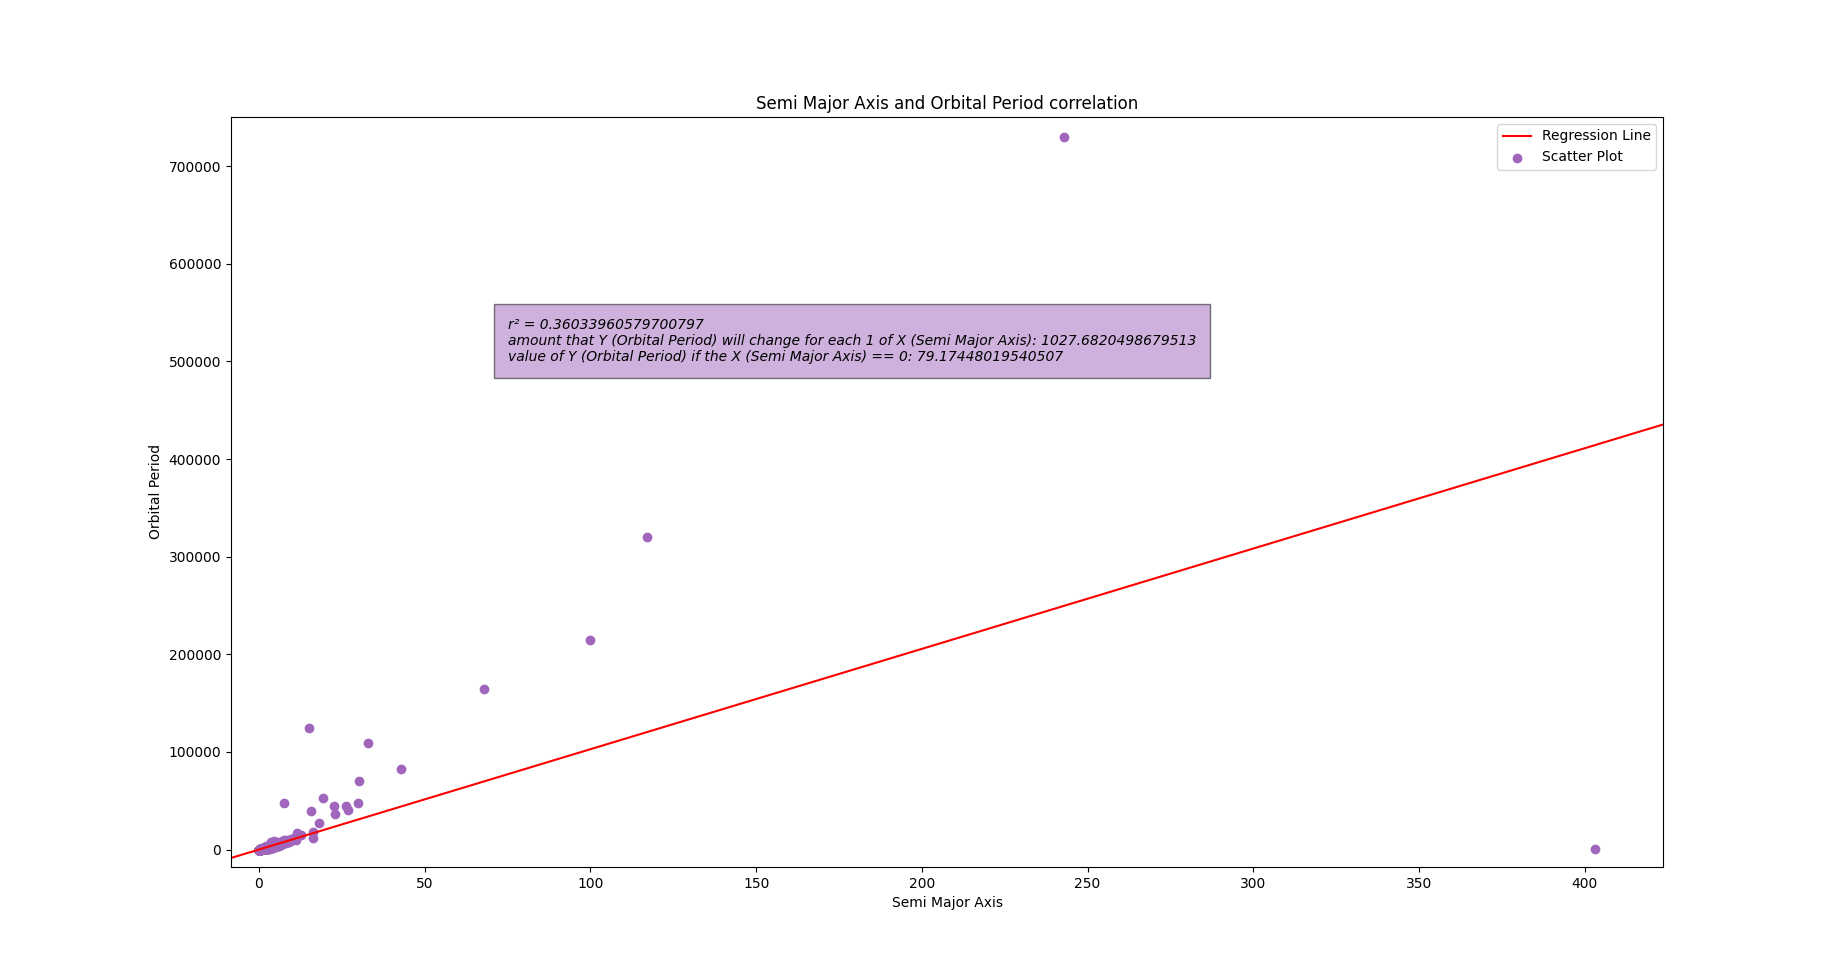 Semi Major Axis and Orbital Period correlation
Regression Line
Scatter Plot
700000
600000
500000
400000
300000
200000
100000
0
Orbital Period
r² = 0.36033960579700797
amount that Y (Orbital Period) will change for each 1 of X (Semi Major Axis): 1027.6820498679513
value of Y (Orbital Period) if the X (Semi Major Axis) == 0: 79.17448019540507
0 50 100 150 200 250 300 350 400
Semi Major Axis